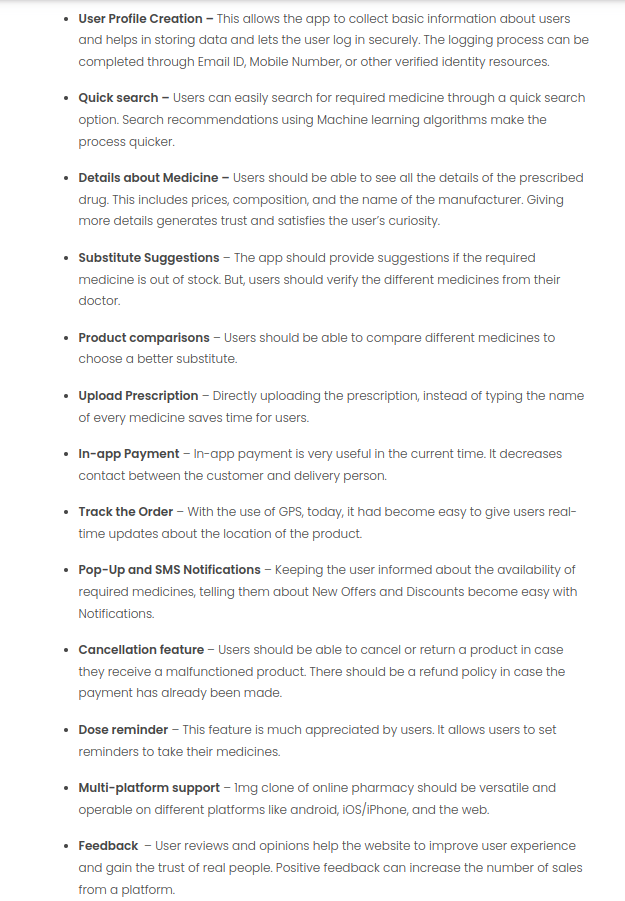 • User Profile Creation – This allows the app to collect basic information about users
and helps in storing data and lets the user log in securely. The logging process can be
completed through Email ID, Mobile Number, or other verified identity resources.
• Quick search – Users can easily search for required medicine through a quick search
option. Search recommendations using Machine learning algorithms make the
process quicker.
• Details about Medicine – Users should be able to see all the details of the prescribed
drug. This includes prices, composition, and the name of the manufacturer. Giving
more details generates trust and satisfies the user's curiosity.
• Substitute Suggestions – The app should provide suggestions if the required
medicine is out of stock. But, users should verify the different medicines from their
doctor.
• Product comparisons – Users should be able to compare different medicines to
choose a better substitute.
• Upload Prescription – Directly uploading the prescription, instead of typing the name
of every medicine saves time for users.
• In-app Payment – In-app payment is very useful in the current time. It decreases
contact between the customer and delivery person.
• Track the Order – With the use of GPS, today, it had become easy to give users real-
time updates about the location of the product.
• Pop-Up and SMS Notifications – Keeping the user informed about the availability of
required medicines, telling them about New Offers and Discounts become easy with
Notifications.
• Cancellation feature – Users should be able to cancel or return a product in case
they receive a malfunctioned product. There should be a refund policy in case the
payment has already been made.
• Dose reminder – This feature is much appreciated by users. It allows users to set
reminders to take their medicines.
• Multi-platform support – 1mg clone of online pharmacy should be versatile and
operable on different platforms like android, iOS/iPhone, and the web.
• Feedback – User reviews and opinions help the website to improve user experience
and gain the trust of real people. Positive feedback can increase the number of sales
from a platform.